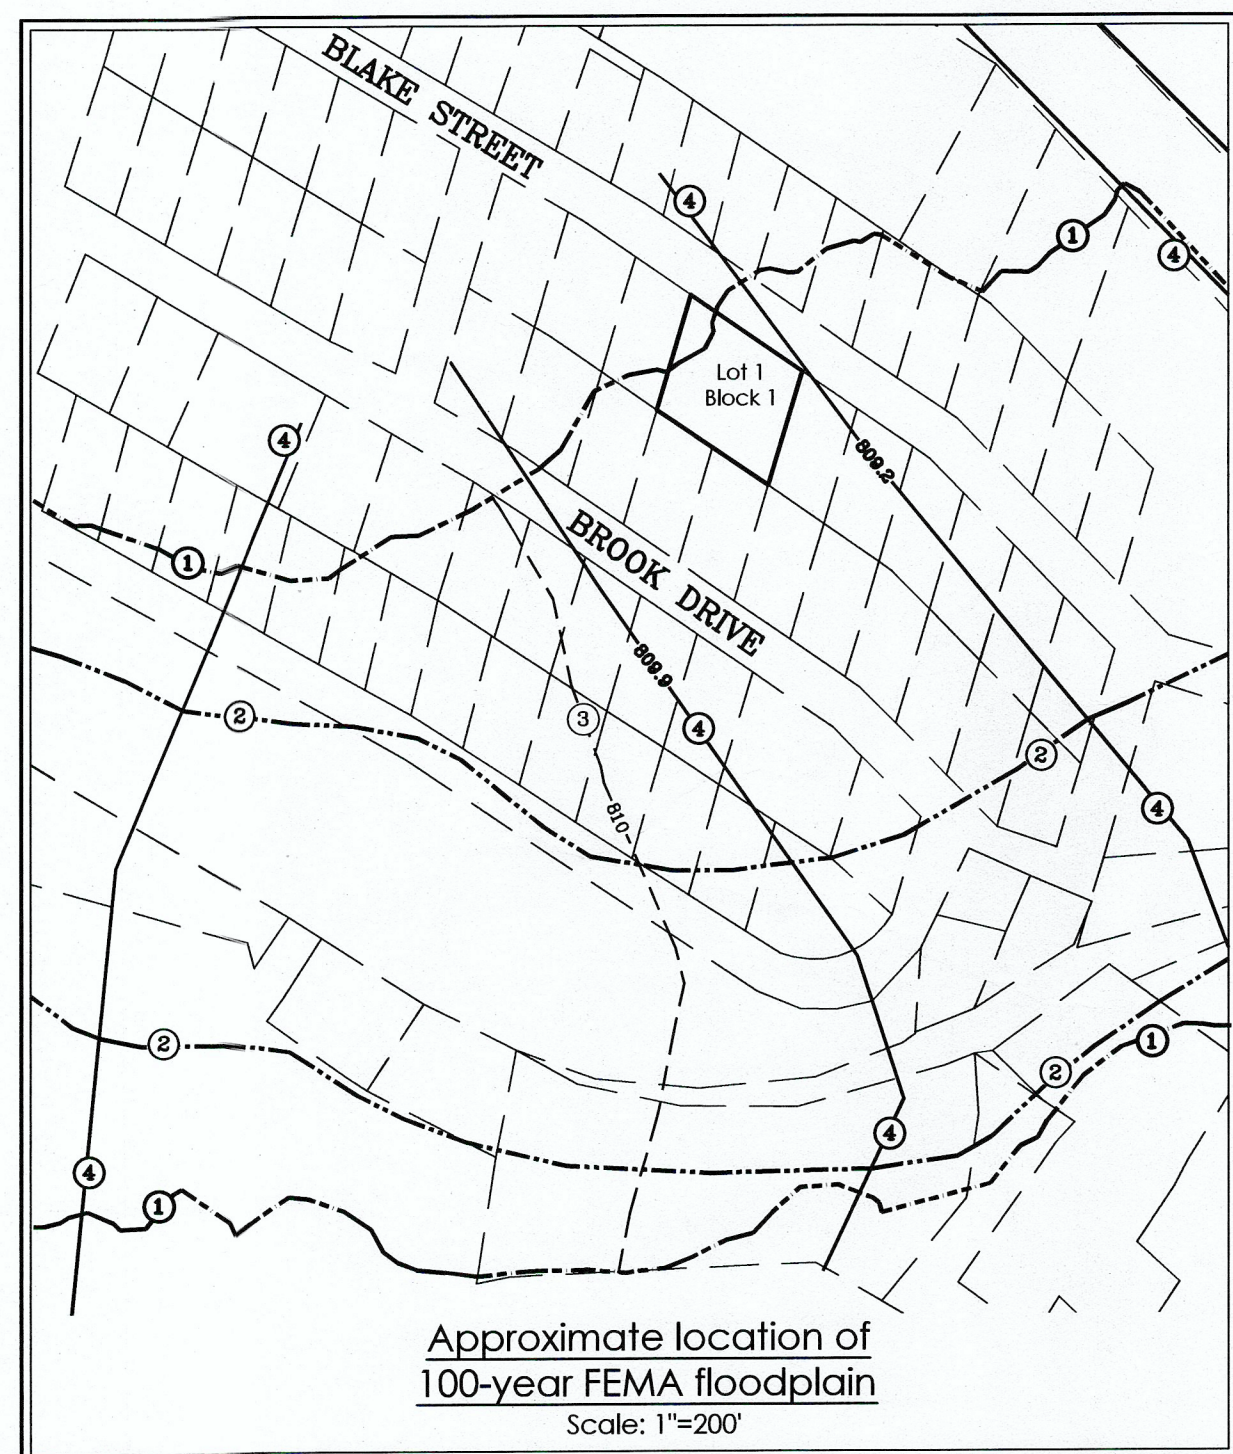 BLAKE STREET
4
1
4
Lot 1
Block 1
4
809.2
1
BROOK DRIVE
809.9
2
3
4
2
4
810
2
1
2
4
4
1
Approximate location of
100-year FEMA floodplain
Scale: 1"=200'